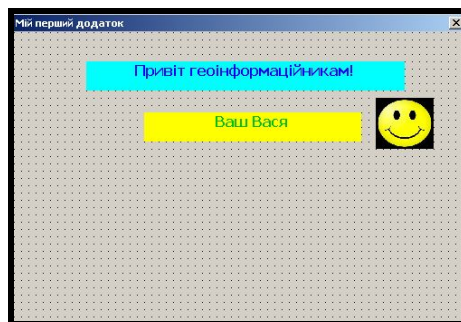 Мій перший додаток
Привіт геоінформаційникам!
Ваш Вася